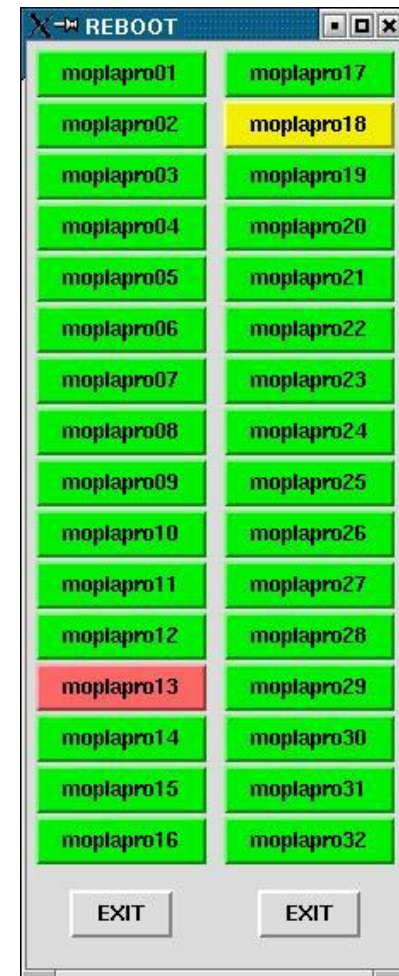 REBOOT
moplapro01 moplapro17
moplapro02 moplapro18
moplapro03 moplapro19
moplapro04 moplapro20
moplapro05 moplapro21
moplapro06 moplapro22
moplapro07 moplapro23
moplapro08 moplapro24
moplapro09 moplapro25
moplapro10 moplapro26
moplapro11 moplapro27
moplapro12 moplapro28
moplapro13 moplapro29
moplapro14 moplapro30
moplapro15 moplapro31
moplapro16 moplapro32
EXIT EXIT